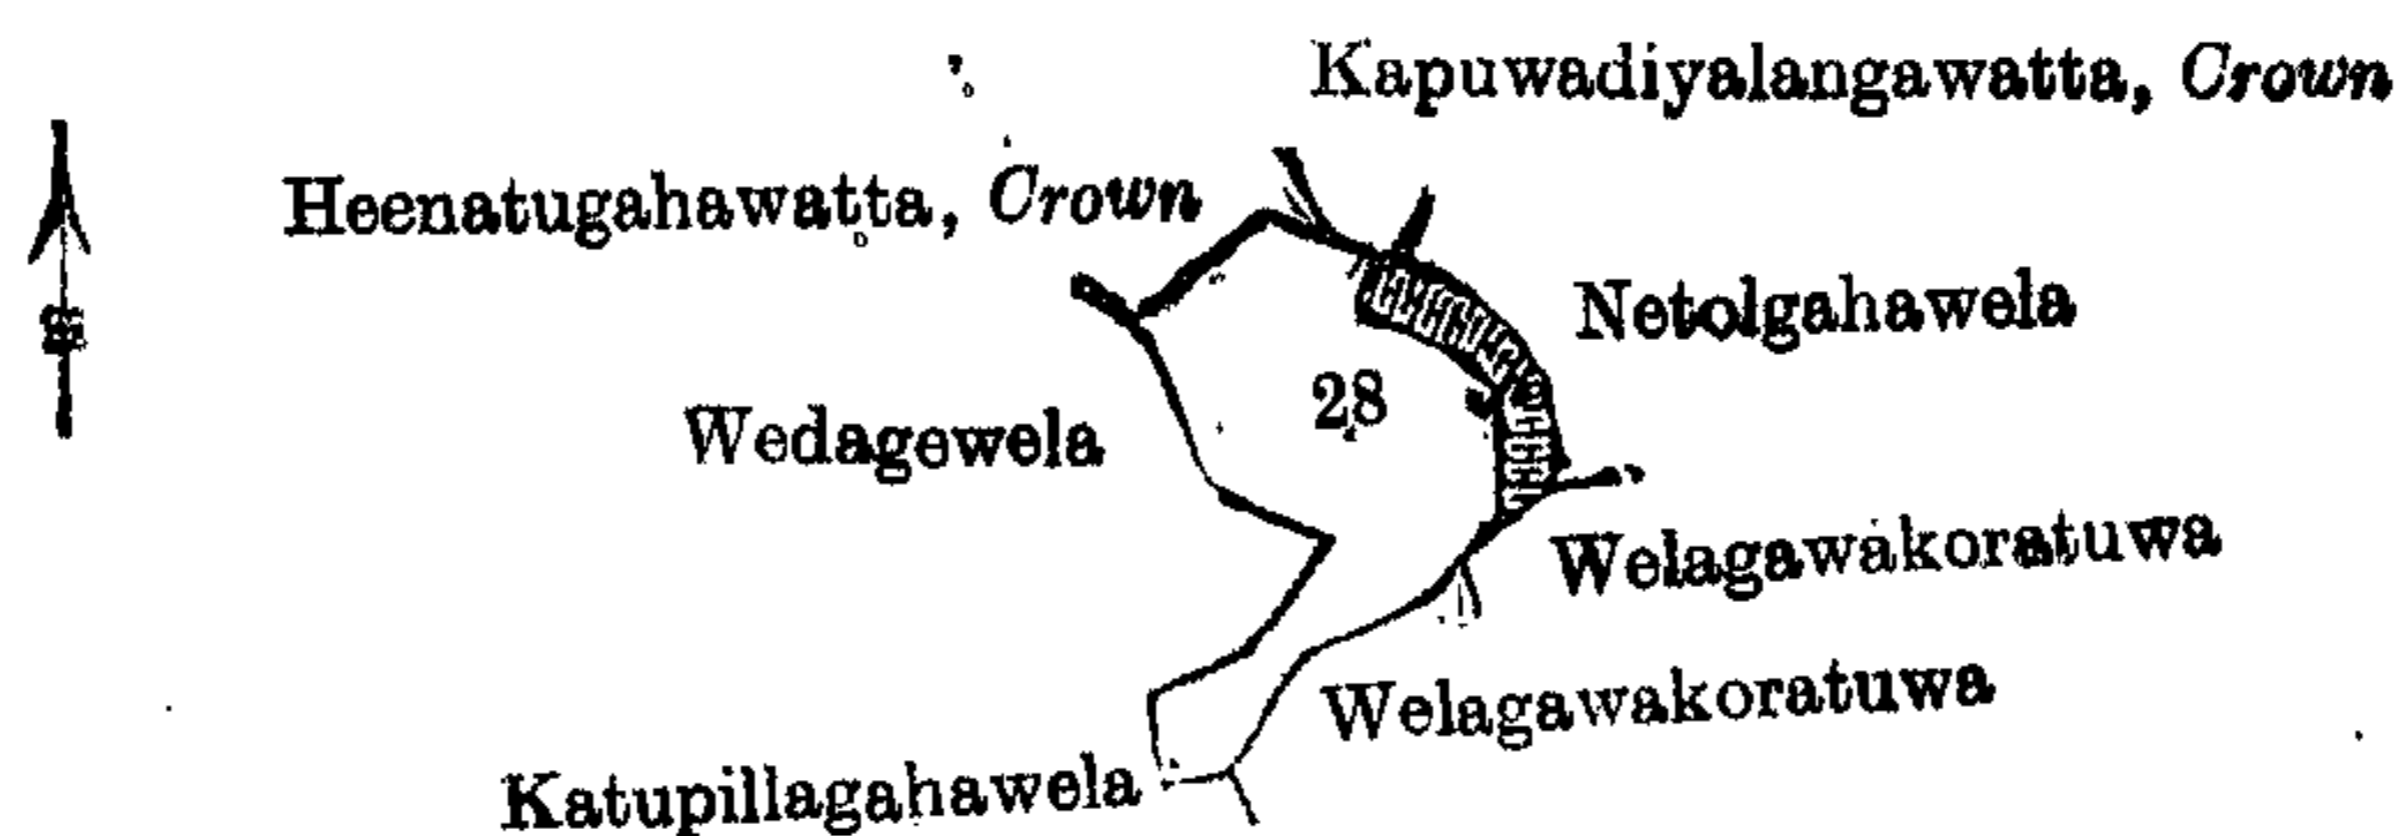 Kapuwadiyalangawatta, Crown
Heenatugahawatta, Crown
Netolgahawela
28
Wedagewela
Welagawakoratuwa
Welagawakoratuwa
Katupillagahawela